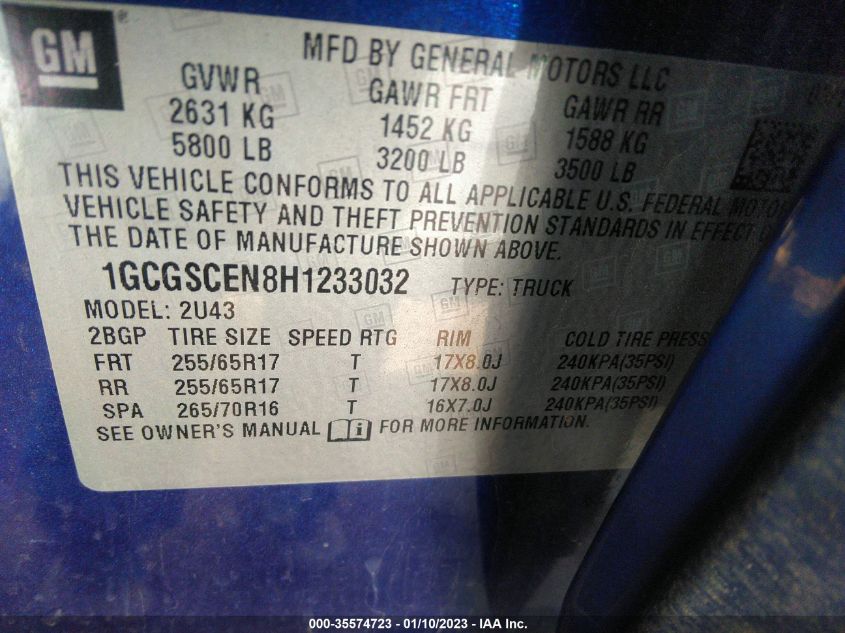 GM ®
MFD BY GENERAL MOTORS LLC
GVWR GAWR FRT GAWR RR
2631 KG 1452 KG 1588 KG
5800 LB 3200 LB 3500 LB
THIS VEHICLE CONFORMS TO ALL APPLICABLE U.S. FEDERAL MOTOR
VEHICLE SAFETY AND THEFT PREVENTION STANDARDS IN EFFECT
THE DATE OF MANUFACTURE SHOWN ABOVE.
1GCGSCEN8H1233032 TYPE: TRUCK
MODEL: 2U43
2BGP TIRE SIZE SPEED RTG RIM COLD TIRE PRESS
FRT 255/65R17 T 17X8.0J 240KPA(35PSI)
RR 255/65R17 T 17X8.0J 240KPA(35PSI)
SPA 265/70R16 T 16X7.0J 240KPA(35PSI)
SEE OWNER'S MANUAL i FOR MORE INFORMATION.
000-35574723 - 01/10/2023 - IAA Inc.